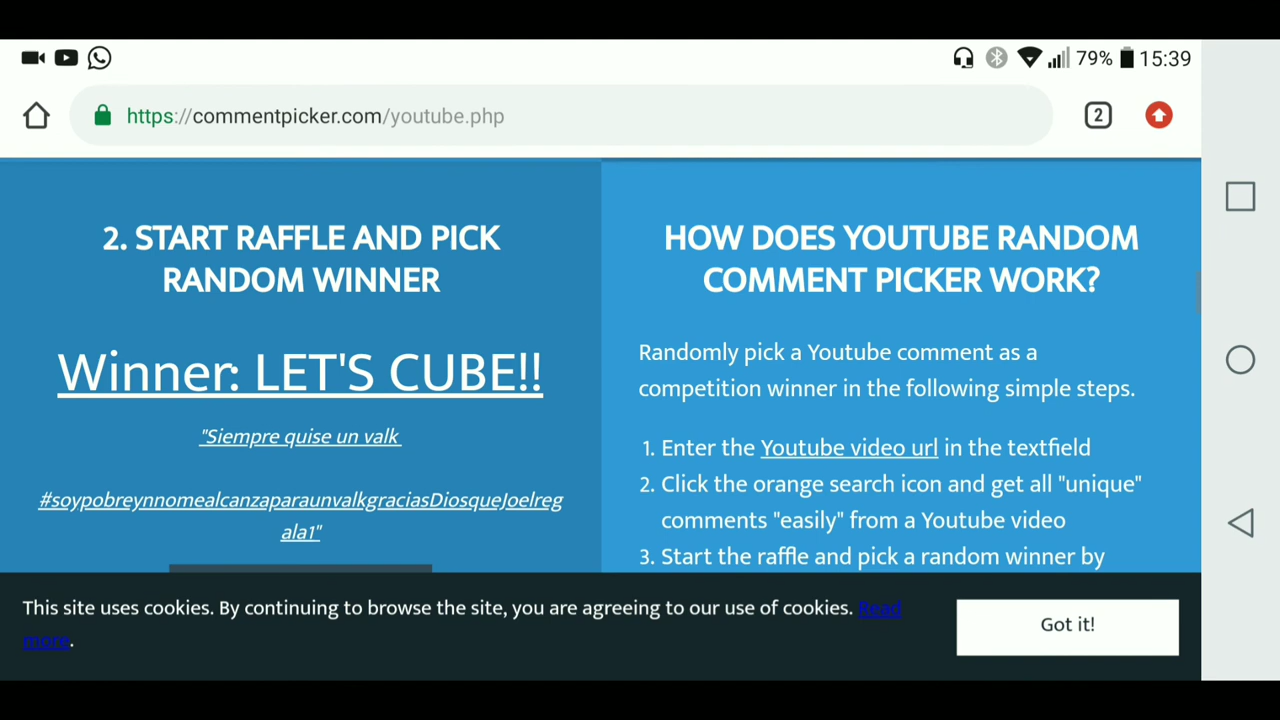 79% 15:39
https://commentpicker.com/youtube.php
2
2. START RAFFLE AND PICK
RANDOM WINNER
Winner: LET'S CUBE!!
"Siempre quise un valk
#soypobreynnomealcanzaparaunvalkgraciasDiosqueJoelreg
ala1"
HOW DOES YOUTUBE RANDOM
COMMENT PICKER WORK?
Randomly pick a Youtube comment as a
competition winner in the following simple steps.
1. Enter the Youtube video url in the textfield
2. Click the orange search icon and get all "unique"
comments "easily" from a Youtube video
3. Start the raffle and pick a random winner by
This site uses cookies. By continuing to browse the site, you are agreeing to our use of cookies. Read
more.
Got it!